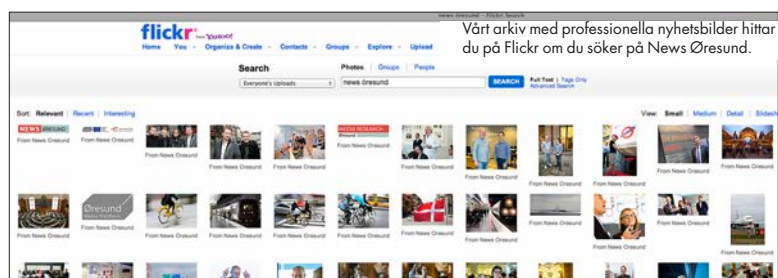 news öresund – Flickr Search
Vårt arkiv med professionella nyhetsbilder hittar
du på Flickr om du söker på News Øresund.
flickr from YAHOO!
Home You Organize & Create Contacts Groups Explore Upload
Search Photos Groups People
Everyone's Uploads news öresund SEARCH Full Text Tags Only
Advanced Search
Sort: Relevant Recent Interesting View: Small Medium Detail Slidesh
NEWS ØRESUND MEDIA RESEARCH
From News Oresund From News Oresund From News Oresund From News Oresund From News Oresund From News Oresund From News Oresund From News Oresund From News Oresund From News Oresund From News Oresund
Øresund
From News Oresund From News Oresund From News Oresund From News Oresund From News Oresund From News Oresund From News Oresund From News Oresund From News Oresund From News Oresund From News Oresund